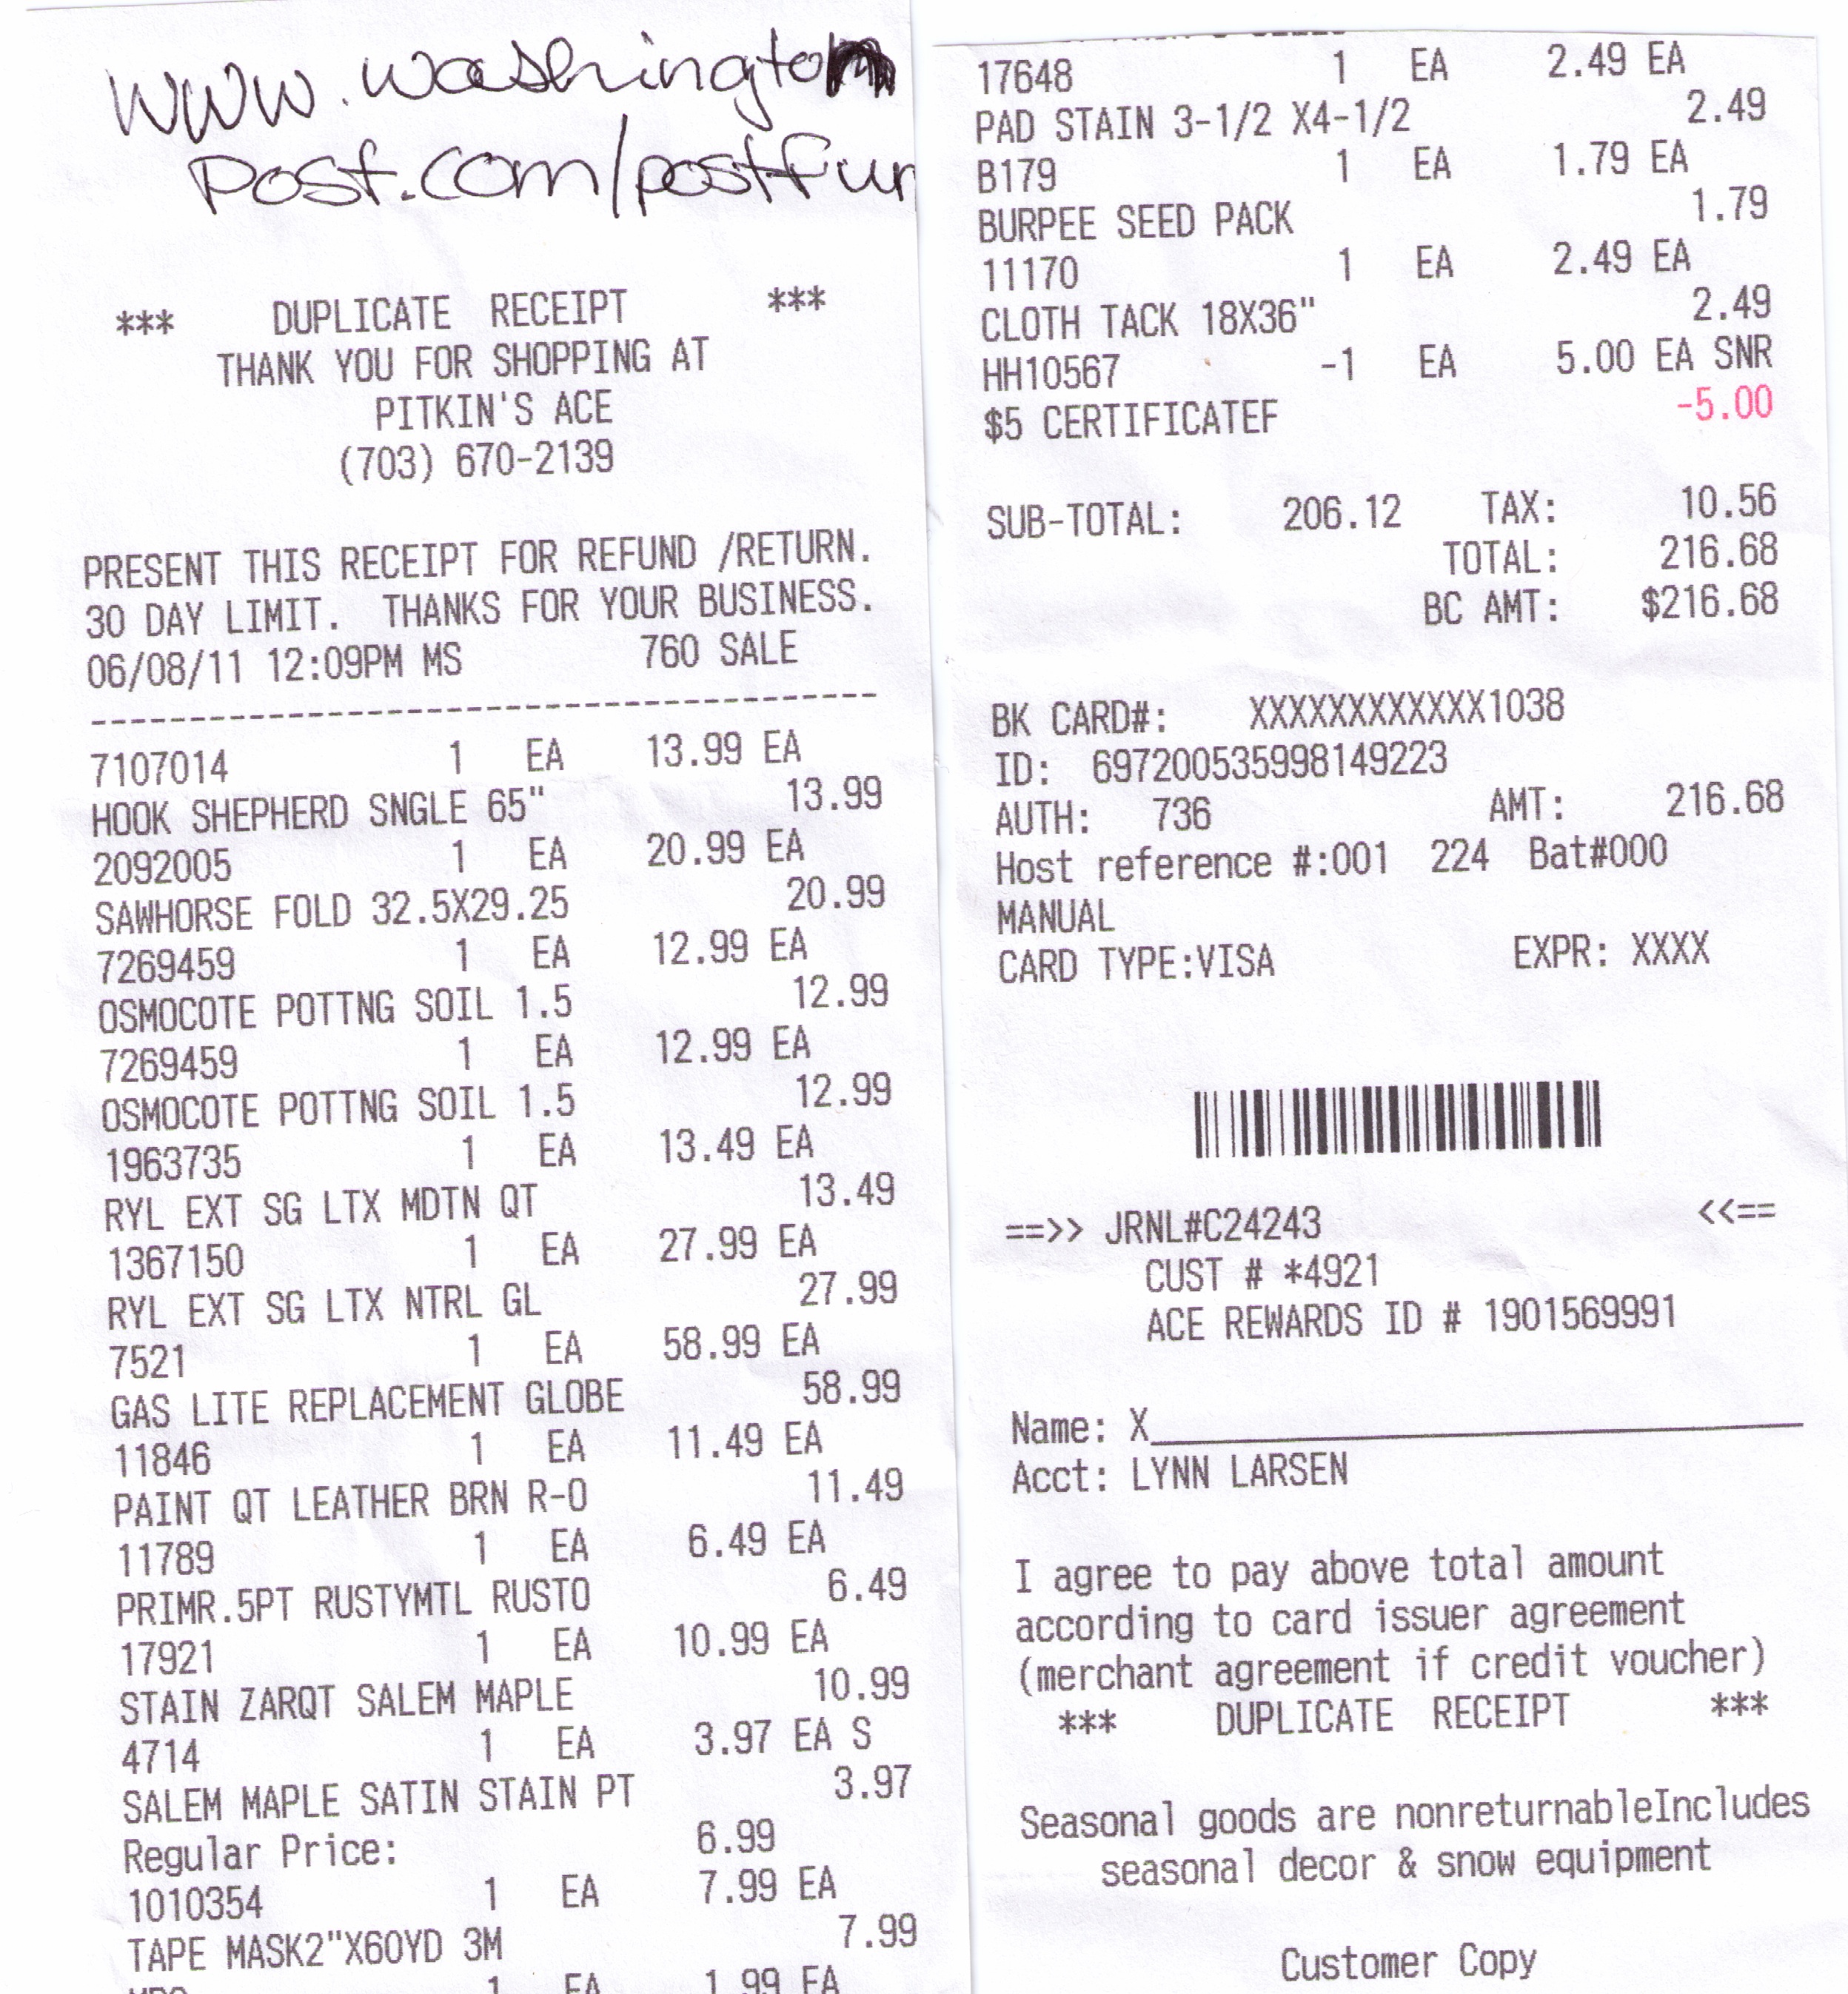 www.washington
post.com/postfun
*** DUPLICATE RECEIPT ***
THANK YOU FOR SHOPPING AT
PITKIN'S ACE
(703) 670-2139
PRESENT THIS RECEIPT FOR REFUND /RETURN.
30 DAY LIMIT. THANKS FOR YOUR BUSINESS.
06/08/11 12:09PM MS 760 SALE
----------------------------------------
7107014 1 EA 13.99 EA
HOOK SHEPHERD SNGLE 65" 13.99
2092005 1 EA 20.99 EA
SAWHORSE FOLD 32.5X29.25 20.99
7269459 1 EA 12.99 EA
OSMOCOTE POTTNG SOIL 1.5 12.99
7269459 1 EA 12.99 EA
OSMOCOTE POTTNG SOIL 1.5 12.99
1963735 1 EA 13.49 EA
RYL EXT SG LTX MDTN QT 13.49
1367150 1 EA 27.99 EA
RYL EXT SG LTX NTRL GL 27.99
7521 1 EA 58.99 EA
GAS LITE REPLACEMENT GLOBE 58.99
11846 1 EA 11.49 EA
PAINT QT LEATHER BRN R-O 11.49
11789 1 EA 6.49 EA
PRIMR.5PT RUSTYMTL RUSTO 6.49
17921 1 EA 10.99 EA
STAIN ZARQT SALEM MAPLE 10.99
4714 1 EA 3.97 EA S
SALEM MAPLE SATIN STAIN PT 3.97
Regular Price: 6.99
1010354 1 EA 7.99 EA
TAPE MASK2"X60YD 3M 7.99
1 EA 1.99 EA
17648 1 EA 2.49 EA
PAD STAIN 3-1/2 X4-1/2 2.49
B179 1 EA 1.79 EA
BURPEE SEED PACK 1.79
11170 1 EA 2.49 EA
CLOTH TACK 18X36" 2.49
HH10567 -1 EA 5.00 EA SNR
$5 CERTIFICATEF -5.00
SUB-TOTAL: 206.12 TAX: 10.56
TOTAL: 216.68
BC AMT: $216.68
BK CARD#: XXXXXXXXXXXX1038
ID: 697200535998149223
AUTH: 736 AMT: 216.68
Host reference #:001 224 Bat#000
MANUAL
CARD TYPE:VISA EXPR: XXXX
==>> JRNL#C24243 <<==
CUST # *4921
ACE REWARDS ID # 1901569991
Name: X
Acct: LYNN LARSEN
I agree to pay above total amount
according to card issuer agreement
(merchant agreement if credit voucher)
*** DUPLICATE RECEIPT ***
Seasonal goods are nonreturnableIncludes
seasonal decor & snow equipment
Customer Copy